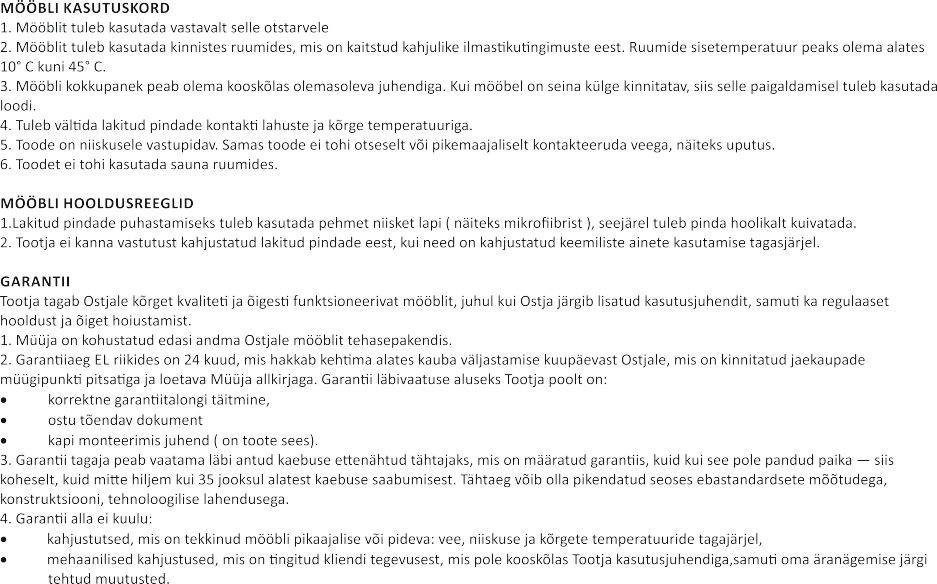 MÖÖBLI KASUTUSKORD
1. Mööblit tuleb kasutada vastavalt selle otstarvele
2. Mööblit tuleb kasutada kinnistes ruumides, mis on kaitstud kahjulike ilmastikutingimuste eest. Ruumide sisetemperatuur peaks olema alates
10° C kuni 45° C.
3. Mööbli kokkupanek peab olema kooskõlas olemasoleva juhendiga. Kui mööbel on seina külge kinnitatav, siis selle paigaldamisel tuleb kasutada
loodi.
4. Tuleb vältida lakitud pindade kontakti lahuste ja kõrge temperatuuriga.
5. Toode on niiskusele vastupidav. Samas toode ei tohi otseselt või pikemaajaliselt kontakteeruda veega, näiteks uputus.
6. Toodet ei tohi kasutada sauna ruumides.
MÖÖBLI HOOLDUSREEGLID
1.Lakitud pindade puhastamiseks tuleb kasutada pehmet niisket lapi ( näiteks mikrofiibrist ), seejärel tuleb pinda hoolikalt kuivatada.
2. Tootja ei kanna vastutust kahjustatud lakitud pindade eest, kui need on kahjustatud keemiliste ainete kasutamise tagasjärjel.
GARANTII
Tootja tagab Ostjale kõrget kvaliteti ja õigesti funktsioneerivat mööblit, juhul kui Ostja järgib lisatud kasutusjuhendit, samuti ka regulaaset
hooldust ja õiget hoiustamist.
1. Müüja on kohustatud edasi andma Ostjale mööblit tehasepakendis.
2. Garantiiaeg EL riikides on 24 kuud, mis hakkab kehtima alates kauba väljastamise kuupäevast Ostjale, mis on kinnitatud jaekaupade
müügipunkti pitsatiga ja loetava Müüja allkirjaga. Garantii läbivaatuse aluseks Tootja poolt on:
• korrektne garantiitalongi täitmine,
• ostu tõendav dokument
• kapi monteerimis juhend ( on toote sees).
3. Garantii tagaja peab vaatama läbi antud kaebuse ettenähtud tähtajaks, mis on määratud garantiis, kuid kui see pole pandud paika — siis
koheselt, kuid mitte hiljem kui 35 jooksul alatest kaebuse saabumisest. Tähtaeg võib olla pikendatud seoses ebastandardsete mõõtudega,
konstruktsiooni, tehnoloogilise lahendusega.
4. Garantii alla ei kuulu:
• kahjustutsed, mis on tekkinud mööbli pikaajalise või pideva: vee, niiskuse ja kõrgete temperatuuride tagajärjel,
• mehaanilised kahjustused, mis on tingitud kliendi tegevusest, mis pole kooskõlas Tootja kasutusjuhendiga,samuti oma äranägemise järgi
tehtud muutusted.